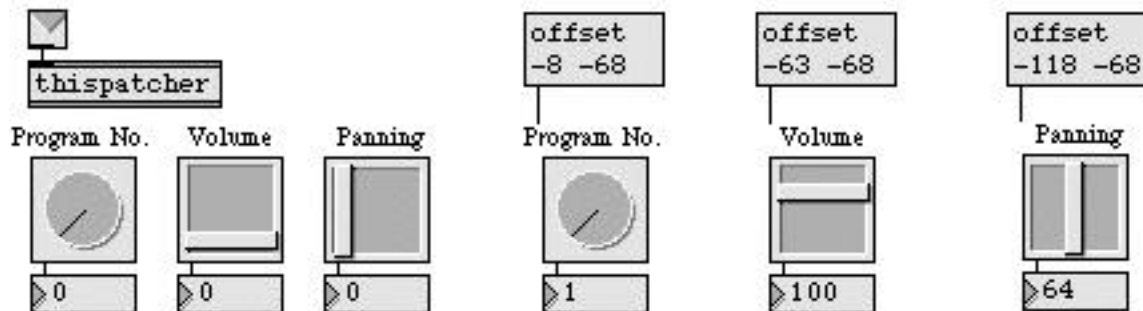 offset
-8 -68
offset
-63 -68
offset
-118 -68
thispatcher
Program No.
Volume
Panning
Program No.
Volume
Panning
0
0
0
1
100
64